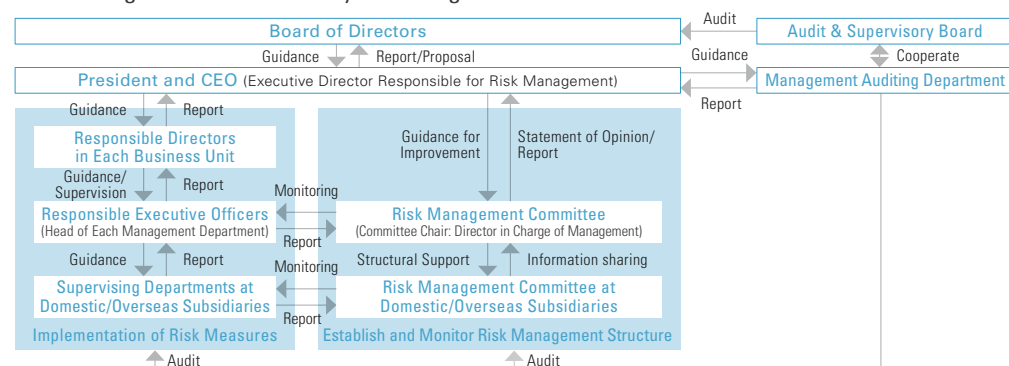 Board of Directors
Audit
Audit & Supervisory Board
Guidance
Report/Proposal
Guidance
Cooperate
President and CEO (Executive Director Responsible for Risk Management)
Management Auditing Department
Report
Guidance
Report
Responsible Directors
in Each Business Unit
Guidance for
Improvement
Statement of Opinion/
Report
Guidance/
Supervision
Report
Monitoring
Responsible Executive Officers
(Head of Each Management Department)
Report
Risk Management Committee
(Committee Chair: Director in Charge of Management)
Guidance
Report
Monitoring
Structural Support
Information sharing
Supervising Departments at
Domestic/Overseas Subsidiaries
Report
Risk Management Committee at
Domestic/Overseas Subsidiaries
Implementation of Risk Measures
Establish and Monitor Risk Management Structure
Audit
Audit